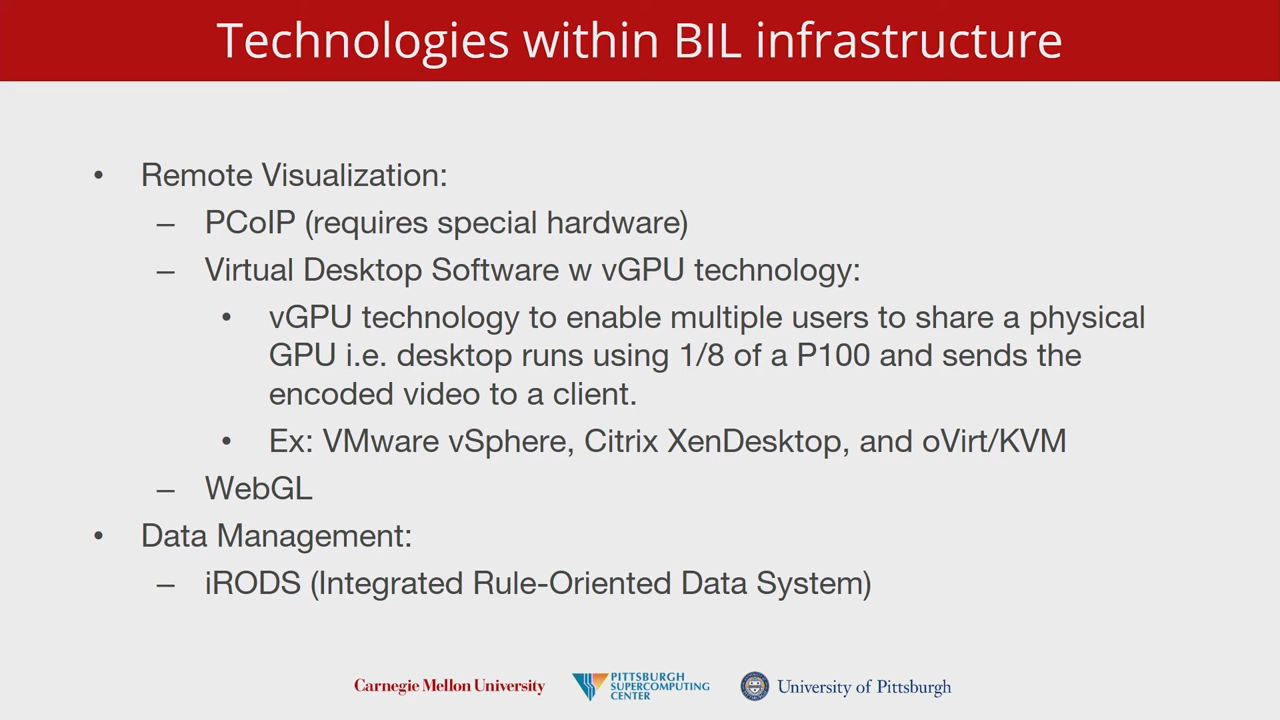 Technologies within BIL infrastructure
• Remote Visualization:
– PCoIP (requires special hardware)
– Virtual Desktop Software w vGPU technology:
• vGPU technology to enable multiple users to share a physical
GPU i.e. desktop runs using 1/8 of a P100 and sends the
encoded video to a client.
• Ex: VMware vSphere, Citrix XenDesktop, and oVirt/KVM
– WebGL
• Data Management:
– iRODS (Integrated Rule-Oriented Data System)
Carnegie Mellon University
PITTSBURGH
SUPERCOMPUTING
CENTER
University of Pittsburgh